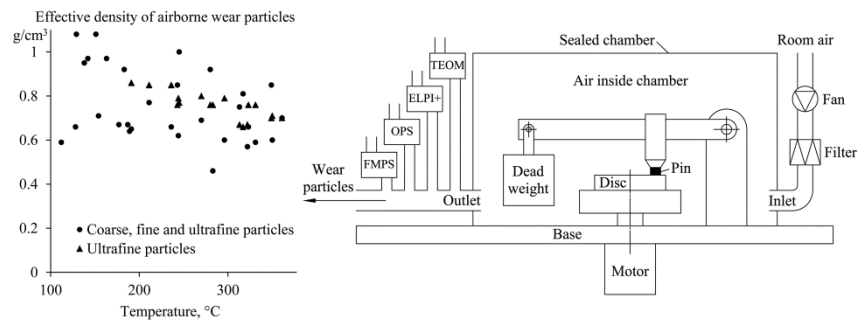 Effective density of airborne wear particles
g/cm³
1
0.8
0.6
0.4
0.2
0
100
200
300
Temperature, °C
Coarse, fine and ultrafine particles
Ultrafine particles
Sealed chamber
Room air
TEOM
Air inside chamber
ELPI+
Fan
OPS
Filter
FMPS
Wear
particles
Dead
weight
Pin
Disc
Outlet
Inlet
Base
Motor